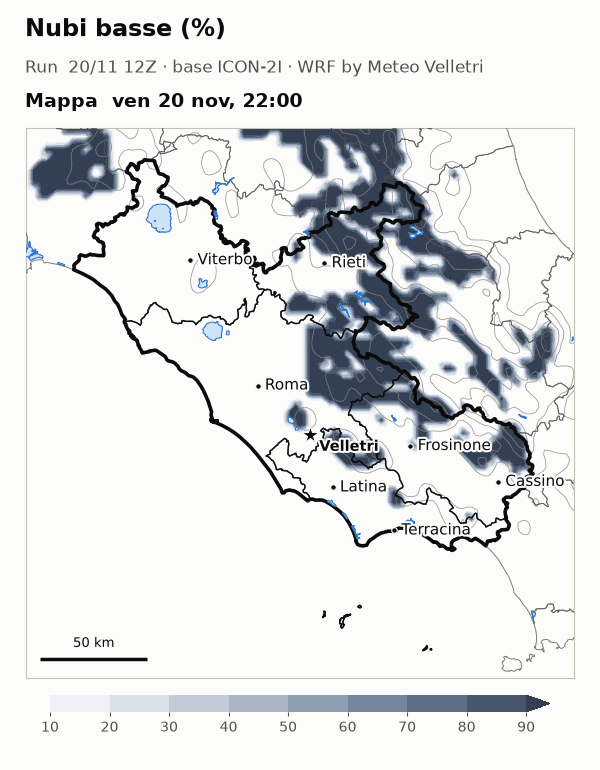 Nubi basse (%)
Run  20/11 12Z · base ICON-2I · WRF by Meteo Velletri
Mappa  ven 20 nov, 22:00
Viterbo
Rieti
Roma
Velletri
Frosinone
Cassino
Latina
Terracina
50 km
10 20 30 40 50 60 70 80 90